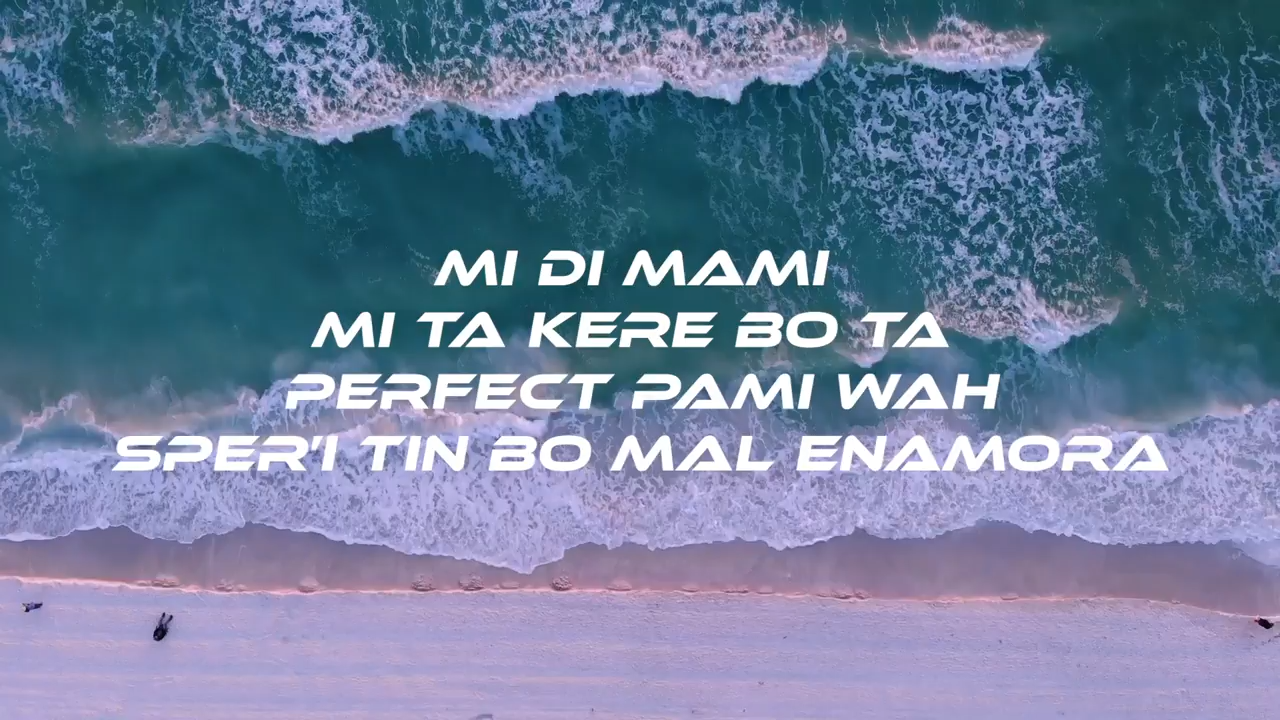 MI DI MAMI
MI TA KERE BO TA
PERFECT PAMI WAH
SPER'I TIN BO MAL ENAMORA